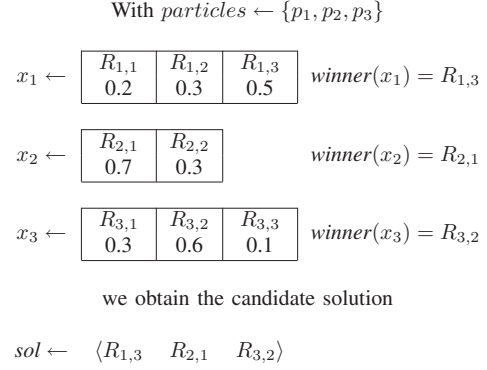 With particles ← {p₁, p₂, p₃}
x₁ ← R₁,₁ R₁,₂ R₁,₃ winner(x₁) = R₁,₃
0.2 0.3 0.5
x₂ ← R₂,₁ R₂,₂ winner(x₂) = R₂,₁
0.7 0.3
x₃ ← R₃,₁ R₃,₂ R₃,₃ winner(x₃) = R₃,₂
0.3 0.6 0.1
we obtain the candidate solution
sol ← ⟨R₁,₃ R₂,₁ R₃,₂⟩